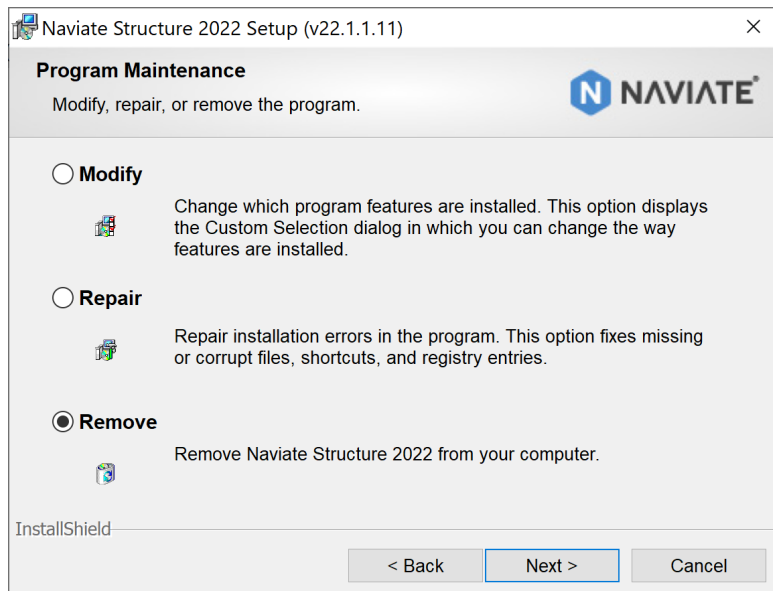 Naviate Structure 2022 Setup (v22.1.1.11)
Program Maintenance
Modify, repair, or remove the program.
NAVIATE®
Modify
Change which program features are installed. This option displays
the Custom Selection dialog in which you can change the way
features are installed.
Repair
Repair installation errors in the program. This option fixes missing
or corrupt files, shortcuts, and registry entries.
Remove
Remove Naviate Structure 2022 from your computer.
InstallShield
< Back
Next >
Cancel